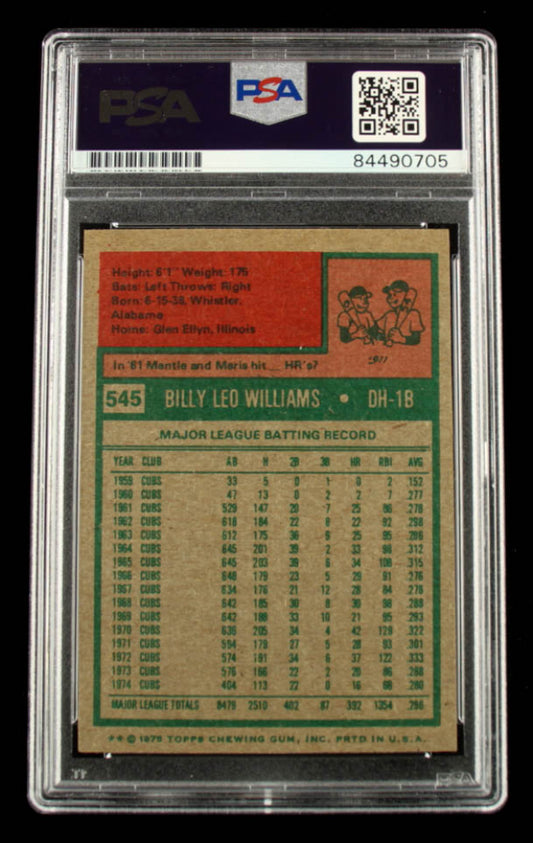 PSA
PSA
84490705
Height: 6'1" Weight: 175
Bats: Left Throws: Right
Born: 6-15-38, Whistler,
Alabama
Home: Glen Ellyn, Illinois
In '61 Mantle and Maris hit __ HR's?
545 BILLY LEO WILLIAMS • DH-1B
MAJOR LEAGUE BATTING RECORD
YEAR CLUB AB H 2B 3B HR RBI AVG
1959 CUBS 33 5 0 1 0 2 .152
1960 CUBS 47 13 0 2 2 7 .277
1961 CUBS 529 147 20 7 25 86 .278
1962 CUBS 618 184 22 8 22 92 .298
1963 CUBS 612 175 36 9 25 95 .286
1964 CUBS 645 201 39 2 33 98 .312
1965 CUBS 645 203 39 6 34 108 .315
1966 CUBS 648 179 23 5 29 91 .276
1967 CUBS 634 176 21 12 28 84 .278
1968 CUBS 642 185 30 8 30 98 .288
1969 CUBS 642 188 33 10 21 95 .293
1970 CUBS 636 205 34 4 42 129 .322
1971 CUBS 594 179 27 5 28 93 .301
1972 CUBS 574 191 34 6 37 122 .333
1973 CUBS 576 166 22 2 20 86 .288
1974 CUBS 404 113 22 0 16 68 .280
MAJOR LEAGUE TOTALS 8479 2510 402 87 392 1354 .296
★★ © 1975 TOPPS CHEWING GUM, INC. PRTD IN U.S.A.
PSA